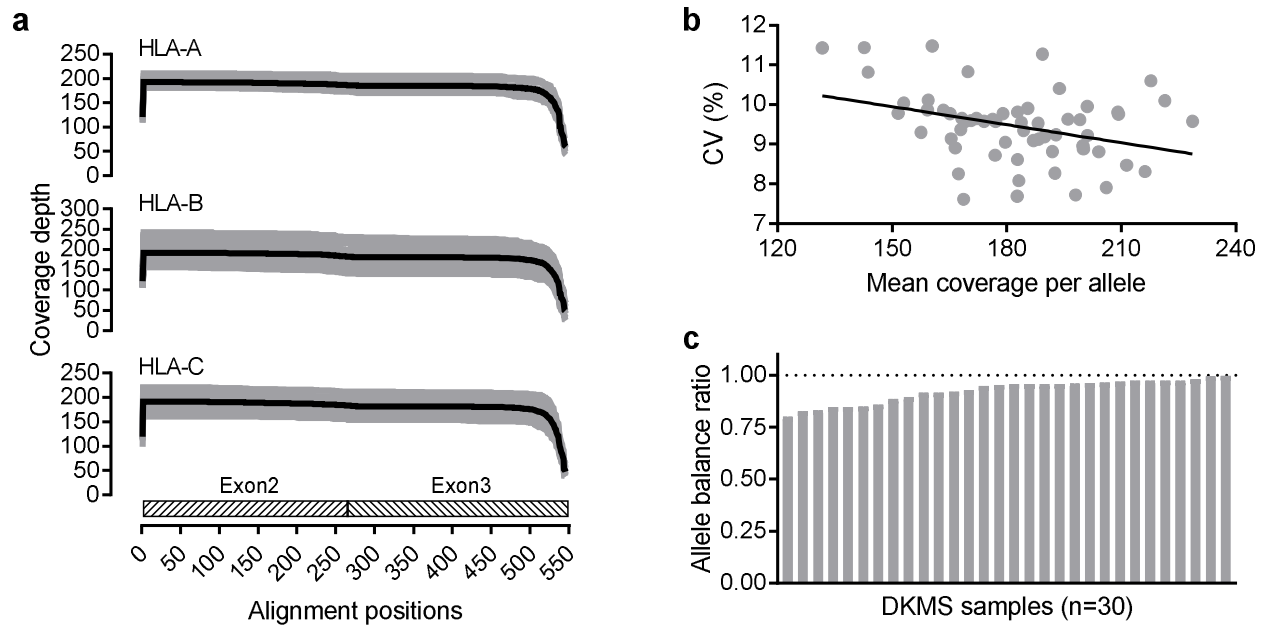 a
HLA-A
250
200
150
100
50
0
HLA-B
300
250
200
150
100
50
0
HLA-C
250
200
150
100
50
0
Coverage depth
Exon2
Exon3
0 50 100 150 200 250 300 350 400 450 500 550
Alignment positions
b
12
11
10
9
8
7
CV (%)
120 150 180 210 240
Mean coverage per allele
c
1.00
0.75
0.50
0.25
0.00
Allele balance ratio
DKMS samples (n=30)